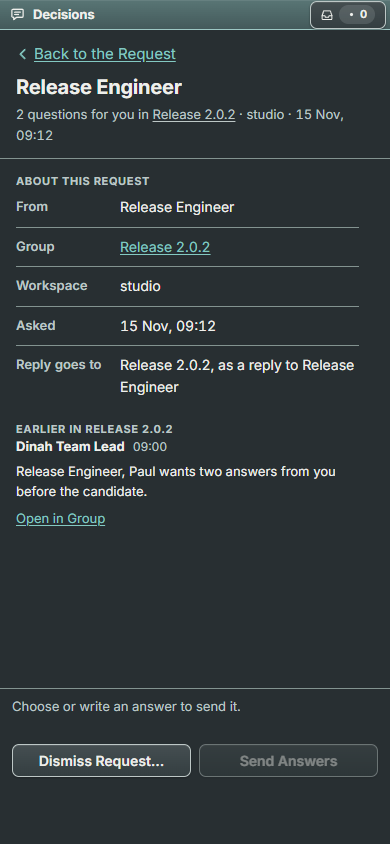 Decisions
• 0
Back to the Request
Release Engineer
2 questions for you in Release 2.0.2 · studio · 15 Nov,
09:12
ABOUT THIS REQUEST
From Release Engineer
Group Release 2.0.2
Workspace studio
Asked 15 Nov, 09:12
Reply goes to Release 2.0.2, as a reply to Release
Engineer
EARLIER IN RELEASE 2.0.2
Dinah Team Lead 09:00
Release Engineer, Paul wants two answers from you
before the candidate.
Open in Group
Choose or write an answer to send it.
Dismiss Request... Send Answers